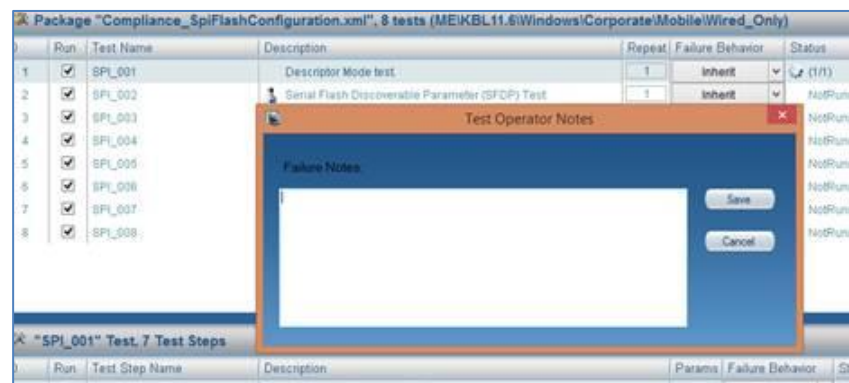 Package "Compliance_SpiFlashConfiguration.xml", 8 tests (ME\KBL11.6\Windows\Corporate\Mobile\Wired_Only)
Run Test Name Description Repeat Failure Behavior Status
1 SPI_001 Descriptor Mode test 1 Inherit (1/1)
2 SPI_002 Serial Flash Discoverable Parameter (SFDP) Test 1 Inherit NotRun
3 SPI_003 NotRun
4 SPI_004 NotRun
5 SPI_005 NotRun
6 SPI_006 NotRun
7 SPI_007 NotRun
8 SPI_008 NotRun
Test Operator Notes
Failure Notes:
Save
Cancel
"SPI_001" Test, 7 Test Steps
Run Test Step Name Description Params Failure Behavior